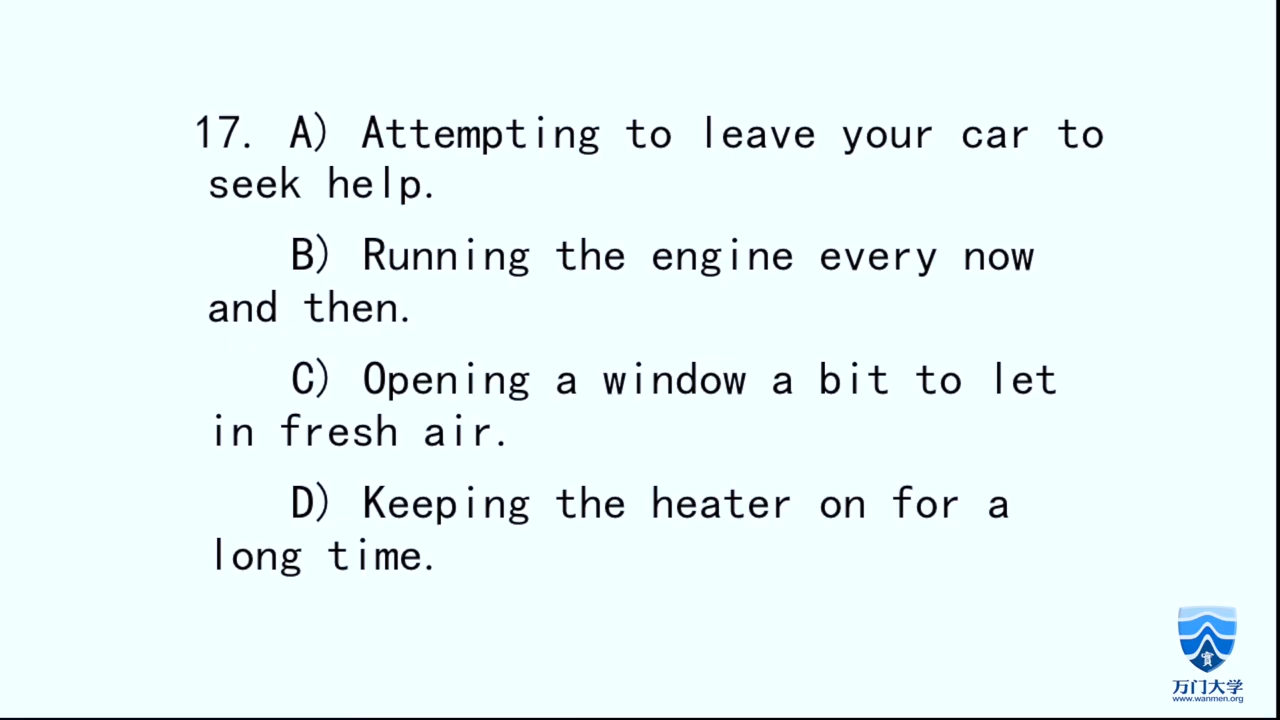 17. A) Attempting to leave your car to
seek help.
B) Running the engine every now
and then.
C) Opening a window a bit to let
in fresh air.
D) Keeping the heater on for a
long time.
万门大学
www.wanmen.org